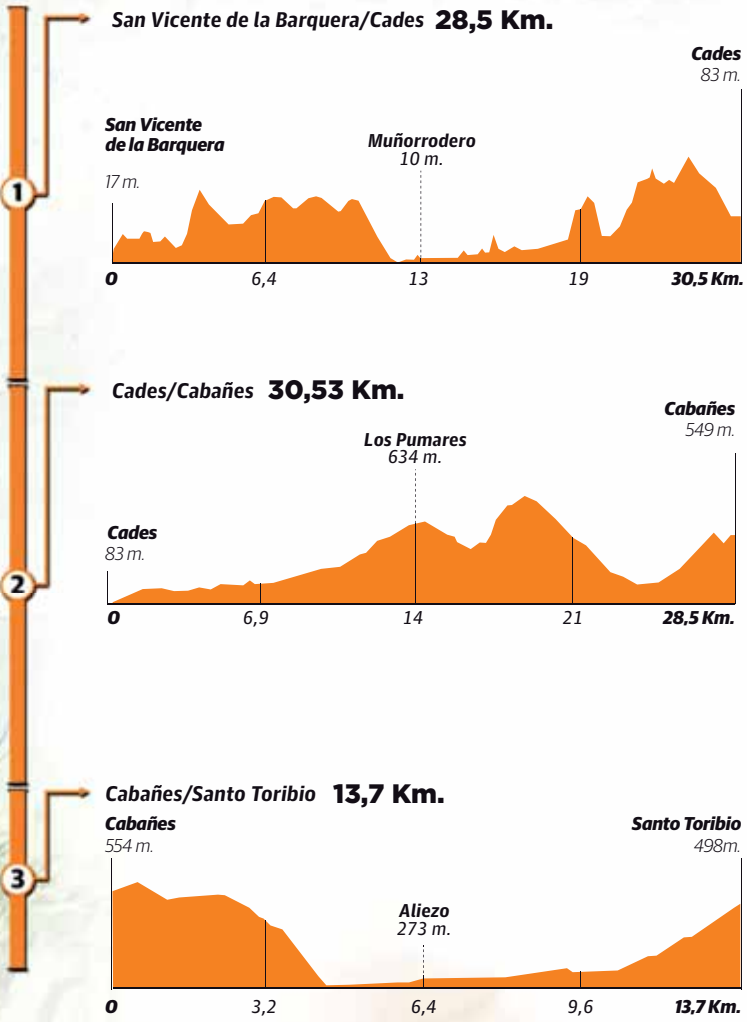 San Vicente de la Barquera/Cades 28,5 Km.
Cades
83 m.
San Vicente
de la Barquera
17 m.
Muñorrodero
10 m.
1
0 6,4 13 19 30,5 Km.
Cades/Cabañes 30,53 Km.
Cabañes
549 m.
Los Pumares
634 m.
Cades
83 m.
2
0 6,9 14 21 28,5 Km.
Cabañes/Santo Toribio 13,7 Km.
Cabañes
554 m.
Santo Toribio
498m.
3
Aliezo
273 m.
0 3,2 6,4 9,6 13,7 Km.